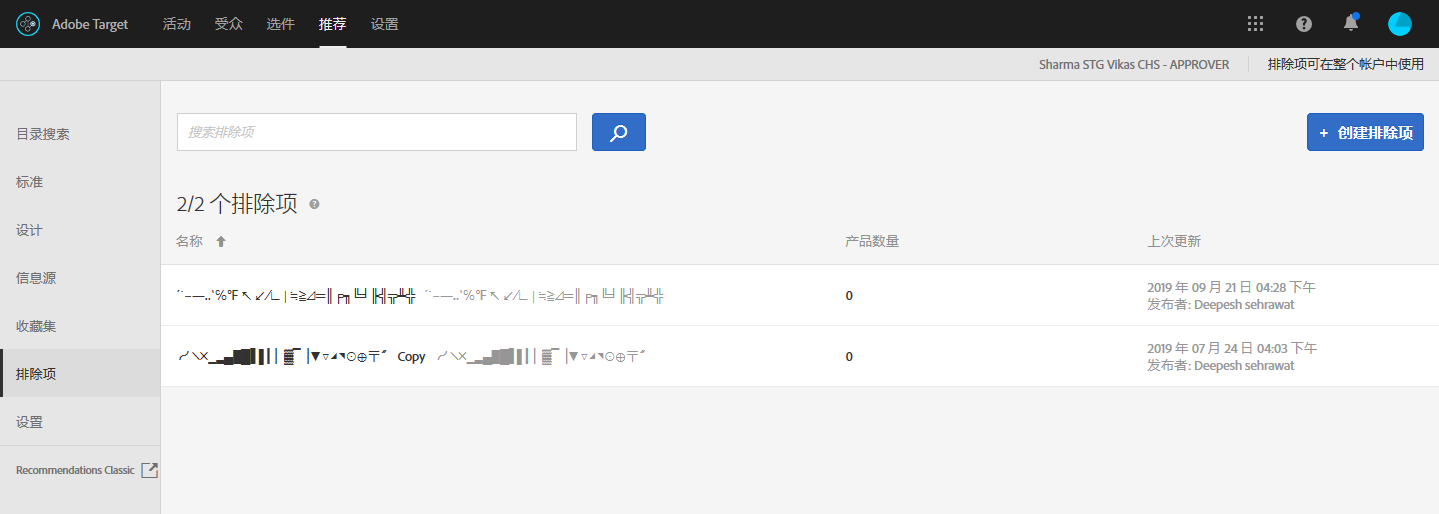 Adobe Target 活动 受众 选件 推荐 设置
Sharma STG Vikas CHS - APPROVER 排除项可在整个帐户中使用
目录搜索
标准
设计
信息源
收藏集
排除项
设置
Recommendations Classic
搜索排除项
+ 创建排除项
2/2 个排除项
名称 产品数量 上次更新
0
2019 年 09 月 21 日 04:28 下午
发布者: Deepesh sehrawat
Copy
0
2019 年 07 月 24 日 04:03 下午
发布者: Deepesh sehrawat